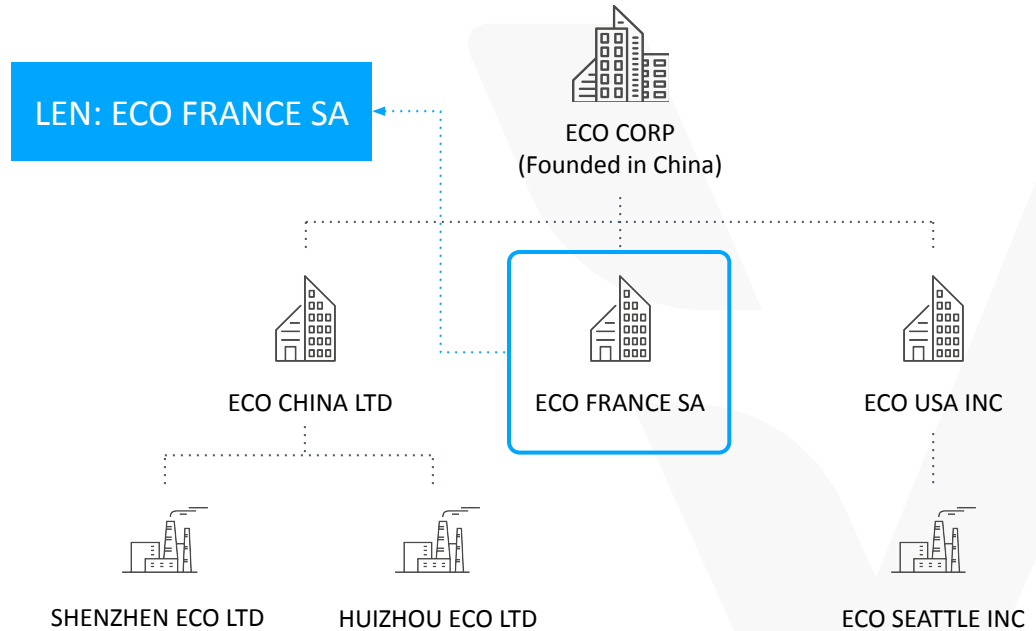 LEN: ECO FRANCE SA
ECO CORP
(Founded in China)
ECO CHINA LTD
ECO FRANCE SA
ECO USA INC
SHENZHEN ECO LTD
HUIZHOU ECO LTD
ECO SEATTLE INC